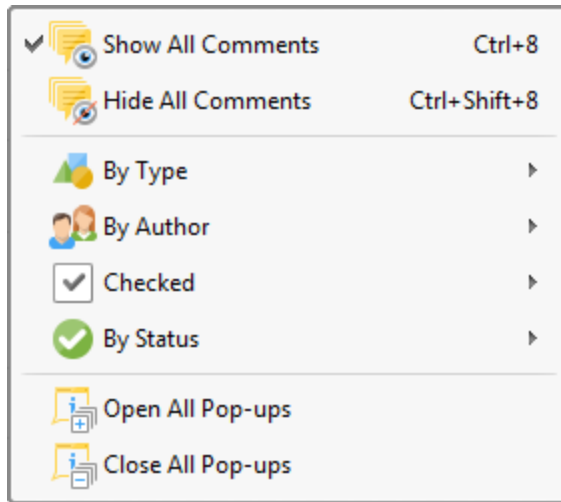 Show All Comments Ctrl+8
Hide All Comments Ctrl+Shift+8
By Type
By Author
Checked
By Status
Open All Pop-ups
Close All Pop-ups